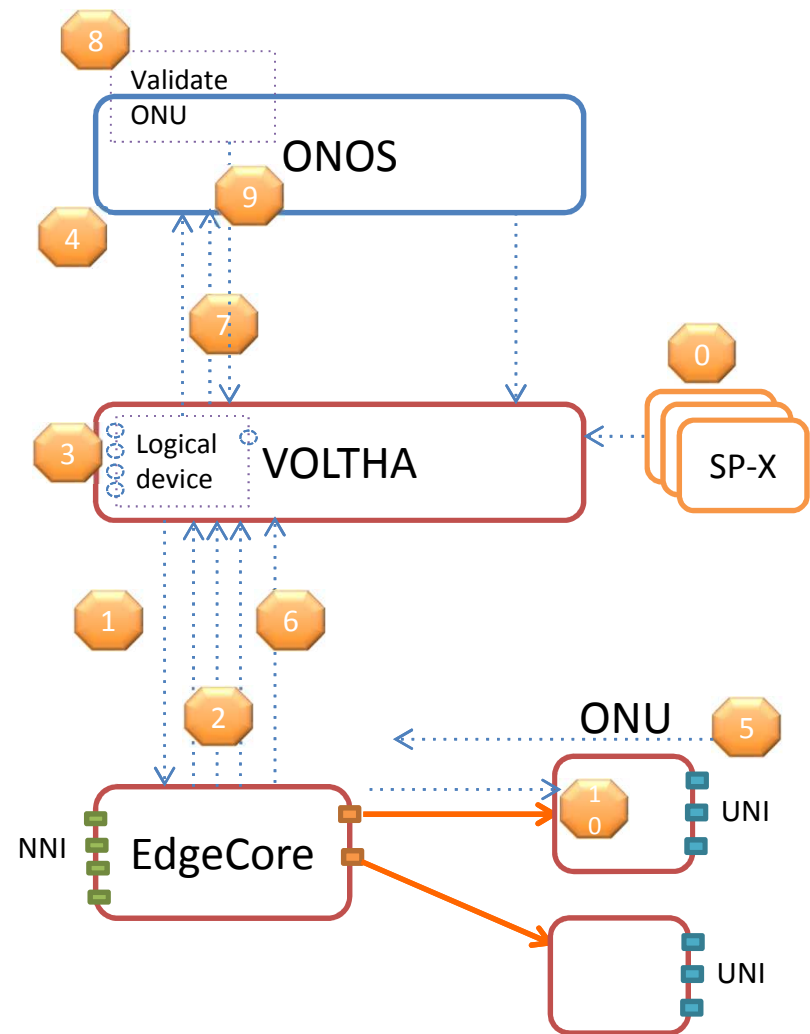 8
Validate
ONU
ONOS
9
4
7
0
3
Logical
device
VOLTHA
SP-X
1
6
2
ONU
5
NNI
EdgeCore
1
0
UNI
UNI